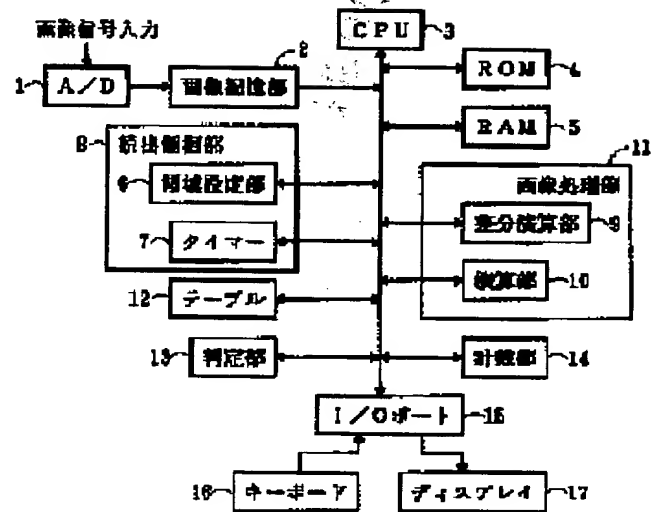 画像信号入力
CPU 3
1 A/D
2
画像記憶部
ROM 4
RAM 5
8 読出制御部
6 領域設定部
7 タイマー
11
画像処理部
差分演算部 9
積算部 10
12 テーブル
13 判定部
計数部 14
I/Oポート 15
16 キーボード
ディスプレイ 17